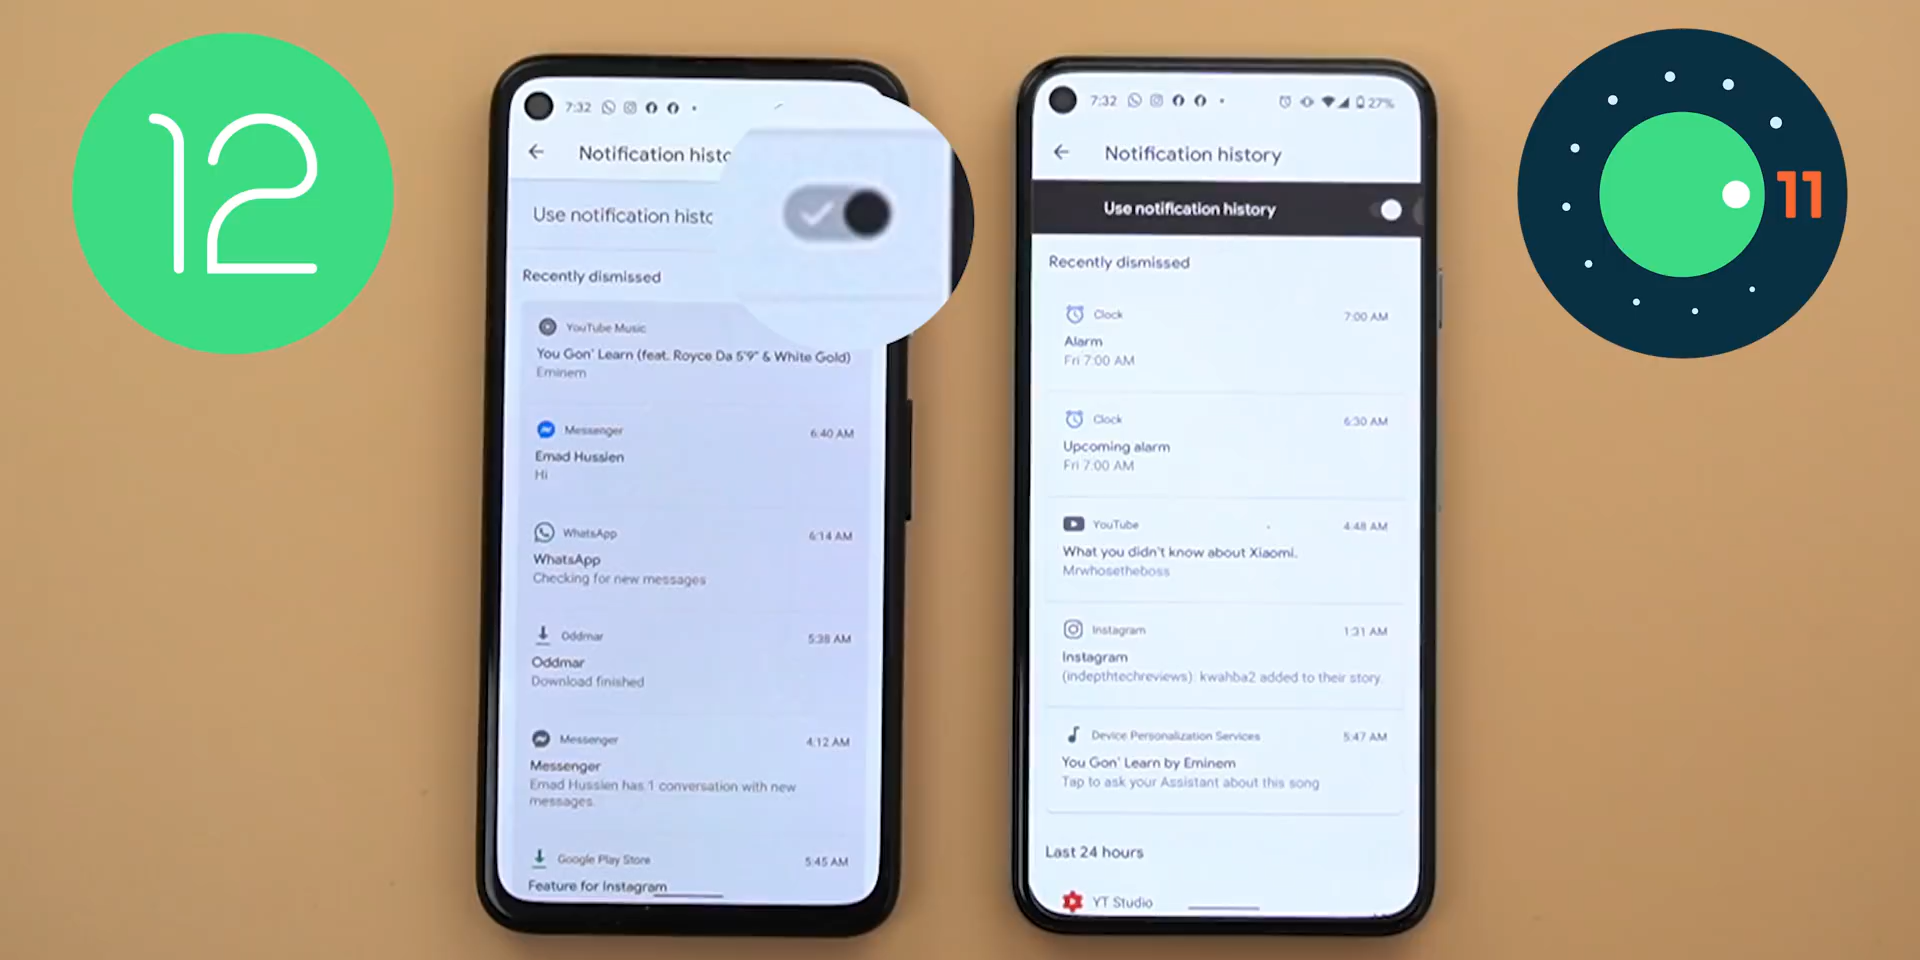 12
7:32
Notification histo
Use notification histo
Recently dismissed
YouTube Music
You Gon' Learn (feat. Royce Da 5'9" & White Gold)
Eminem
Messenger 6:40 AM
Emad Hussien
Hi
WhatsApp 6:14 AM
WhatsApp
Checking for new messages
Oddmar 5:38 AM
Oddmar
Download finished
Messenger 4:12 AM
Messenger
Emad Hussien has 1 conversation with new
messages.
Google Play Store 5:45 AM
Feature for Instagram
7:32 27%
Notification history
Use notification history
Recently dismissed
Clock 7:00 AM
Alarm
Fri 7:00 AM
Clock 6:30 AM
Upcoming alarm
Fri 7:00 AM
YouTube 4:48 AM
What you didn't know about Xiaomi.
Mrwhosetheboss
Instagram 1:31 AM
Instagram
(indepthtechreviews): kwahba2 added to their story.
Device Personalization Services 5:47 AM
You Gon' Learn by Eminem
Tap to ask your Assistant about this song
Last 24 hours
YT Studio
11